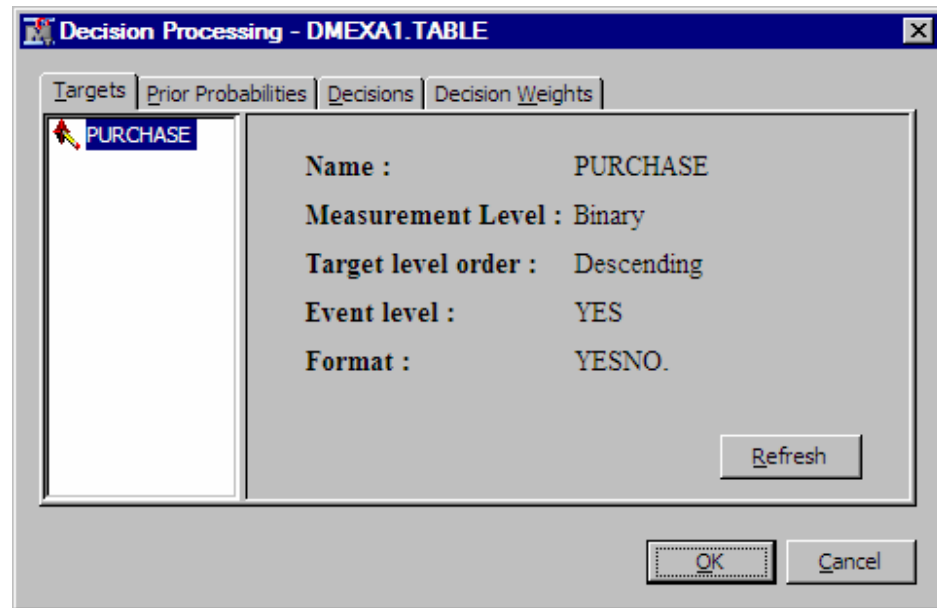 Decision Processing - DMEXA1.TABLE
Targets Prior Probabilities Decisions Decision Weights
PURCHASE
Name : PURCHASE
Measurement Level : Binary
Target level order : Descending
Event level : YES
Format : YESNO.
Refresh
OK Cancel